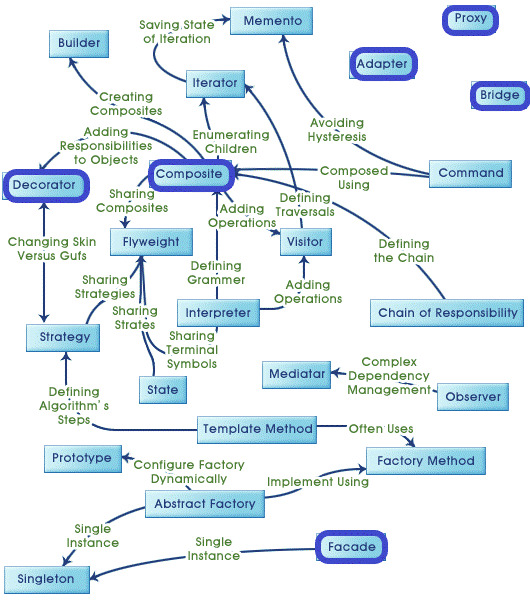 Proxy
Saving State
of Iteration
Memento
Builder
Adapter
Iterator
Bridge
Creating
Composites
Avoiding
Hysteresis
Adding
Responsibilities
to Objects
Enumerating
Children
Decorator
Composite
Composed
Using
Command
Sharing
Composites
Adding
Operations
Defining
Traversals
Changing Skin
Versus Gufs
Flyweight
Visitor
Defining
the Chain
Defining
Grammer
Sharing
Strategies
Adding
Operations
Sharing
Strates
Interpreter
Chain of Responsibility
Strategy
Sharing
Terminal
Symbols
Mediatar
Complex
Dependency
Management
State
Observer
Defining
Algorithm's
Steps
Template Method
Often Uses
Prototype
Configure Factory
Dynamically
Factory Method
Implement Using
Abstract Factory
Single
Instance
Single
Instance
Facade
Singleton